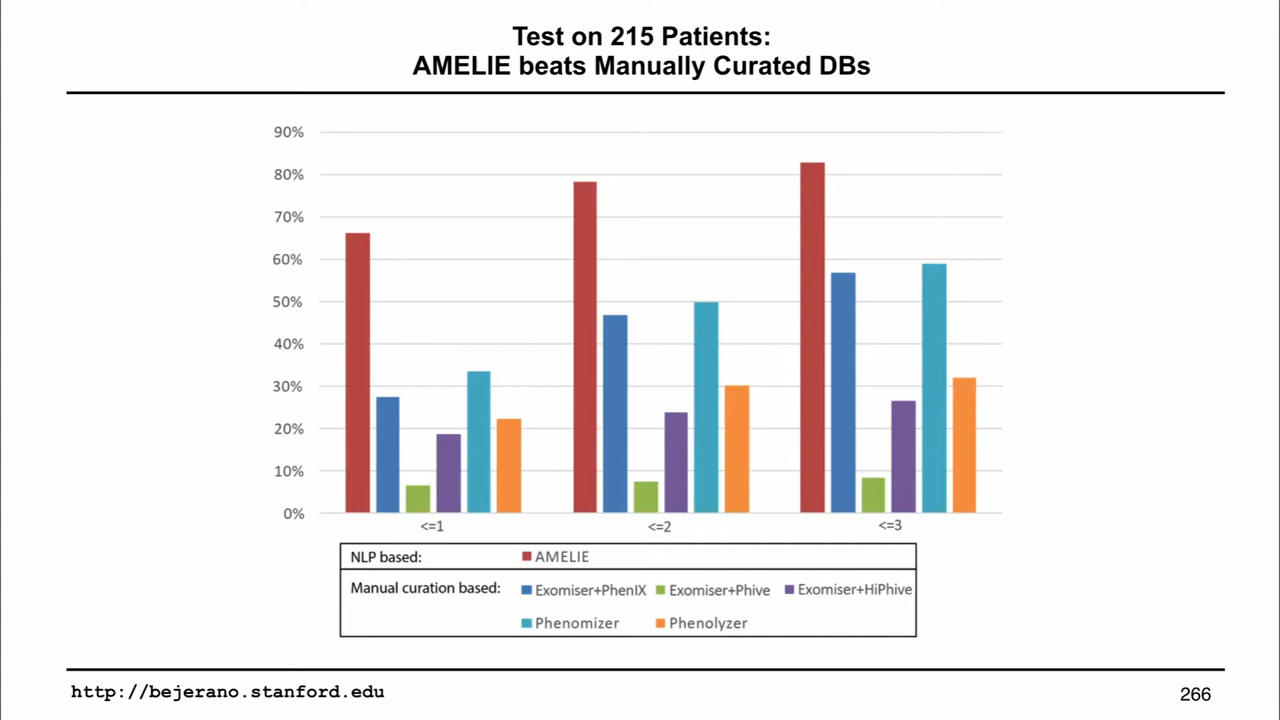 Test on 215 Patients:
AMELIE beats Manually Curated DBs
90%
80%
70%
60%
50%
40%
30%
20%
10%
0%
<=1 <=2 <=3
NLP based: AMELIE
Manual curation based: Exomiser+PhenIX Exomiser+Phive Exomiser+HiPhive
Phenomizer Phenolyzer
http://bejerano.stanford.edu 266